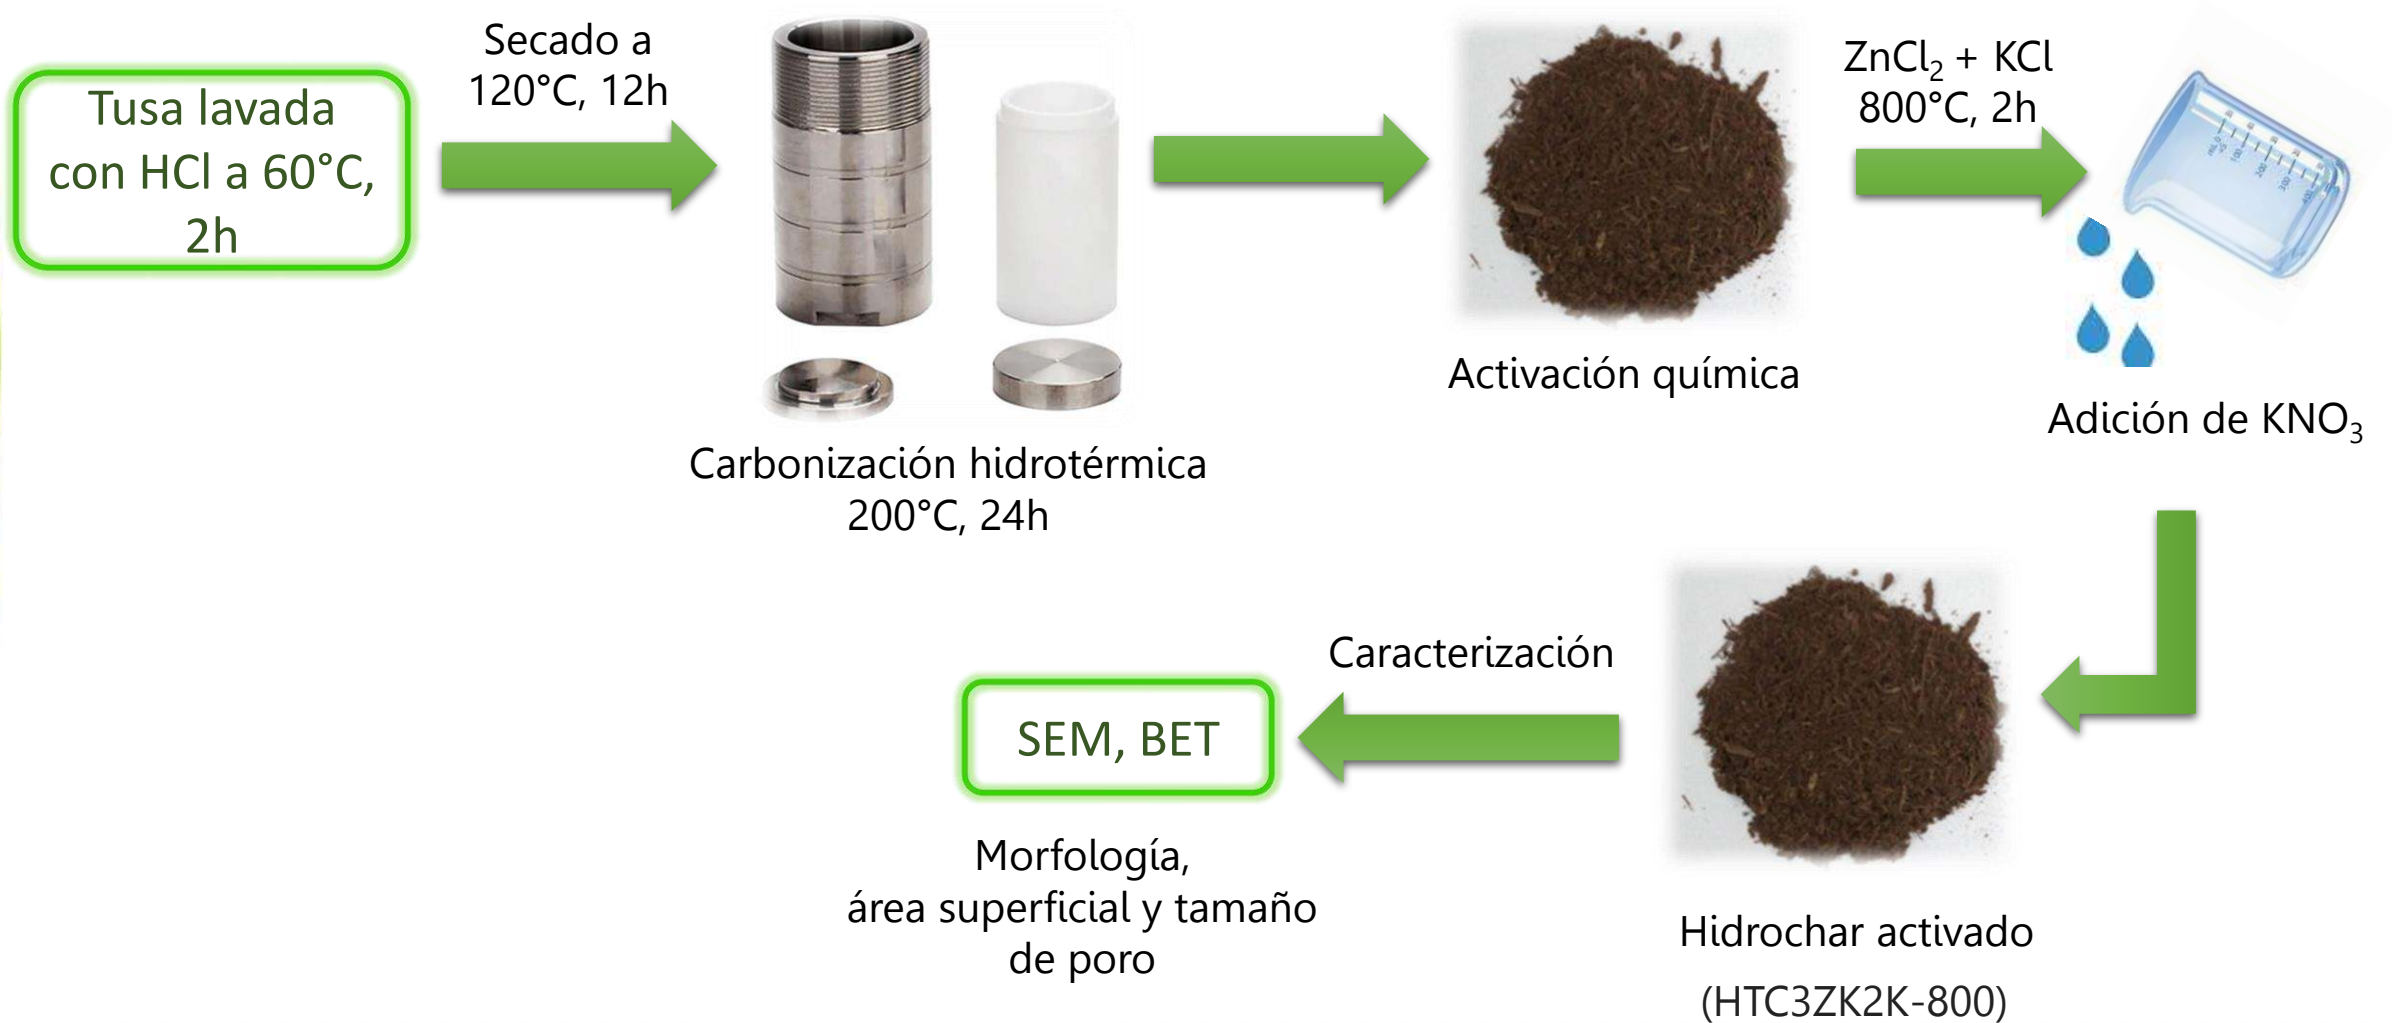 Tusa lavada
con HCl a 60°C,
2h
Secado a
120°C, 12h
Carbonización hidrotérmica
200°C, 24h
Activación química
ZnCl₂ + KCl
800°C, 2h
Adición de KNO₃
Hidrochar activado
(HTC3ZK2K-800)
Caracterización
SEM, BET
Morfología,
área superficial y tamaño
de poro